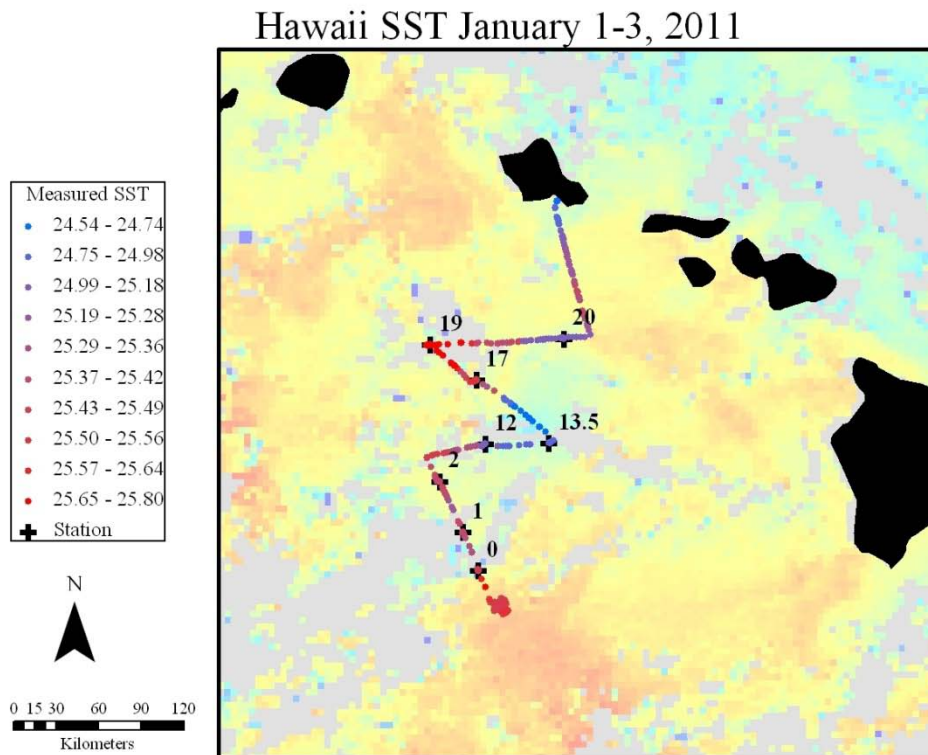 Hawaii SST January 1-3, 2011
Measured SST
24.54 - 24.74
24.75 - 24.98
24.99 - 25.18
25.19 - 25.28
25.29 - 25.36
25.37 - 25.42
25.43 - 25.49
25.50 - 25.56
25.57 - 25.64
25.65 - 25.80
Station
19
20
17
12
13.5
2
1
0
N
0 15 30 60 90 120
Kilometers